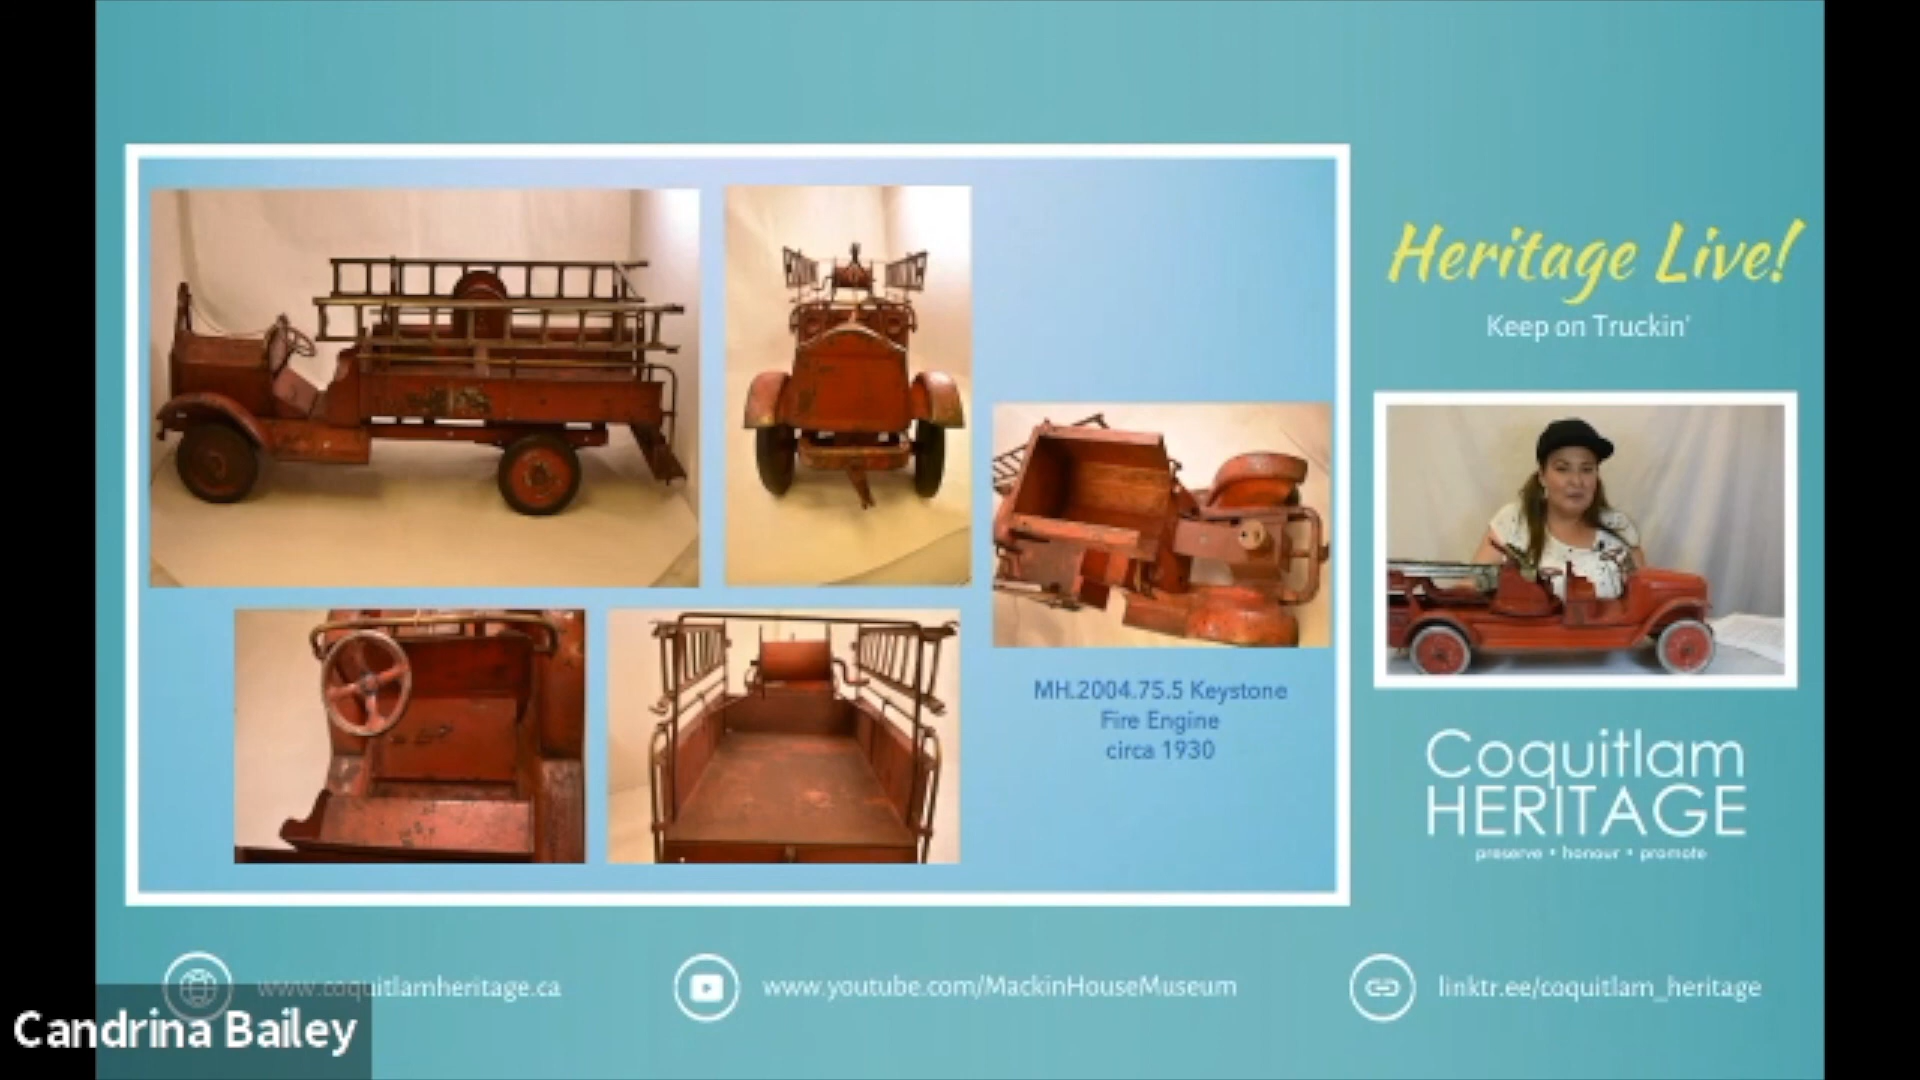 Heritage Live!
Keep on Truckin'
MH.2004.75.5 Keystone
Fire Engine
circa 1930
Coquitlam
HERITAGE
preserve • honour • promote
www.coquitlamheritage.ca
www.youtube.com/MackinHouseMuseum
linktr.ee/coquitlam_heritage
Candrina Bailey